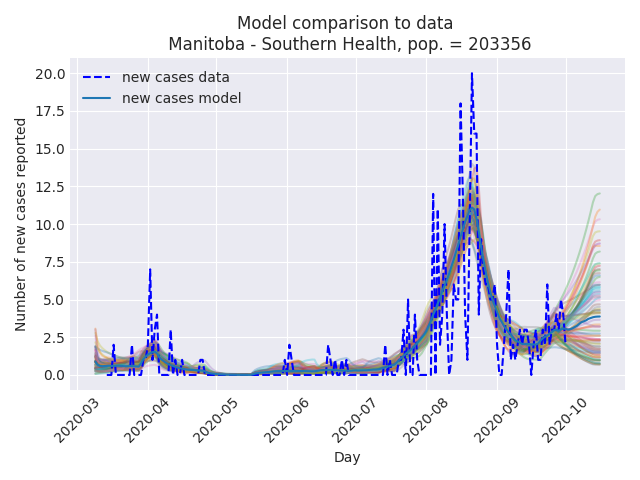 Model comparison to data
Manitoba - Southern Health, pop. = 203356
new cases data
new cases model
Number of new cases reported
20.0
17.5
15.0
12.5
10.0
7.5
5.0
2.5
0.0
2020-03
2020-04
2020-05
2020-06
2020-07
2020-08
2020-09
2020-10
Day